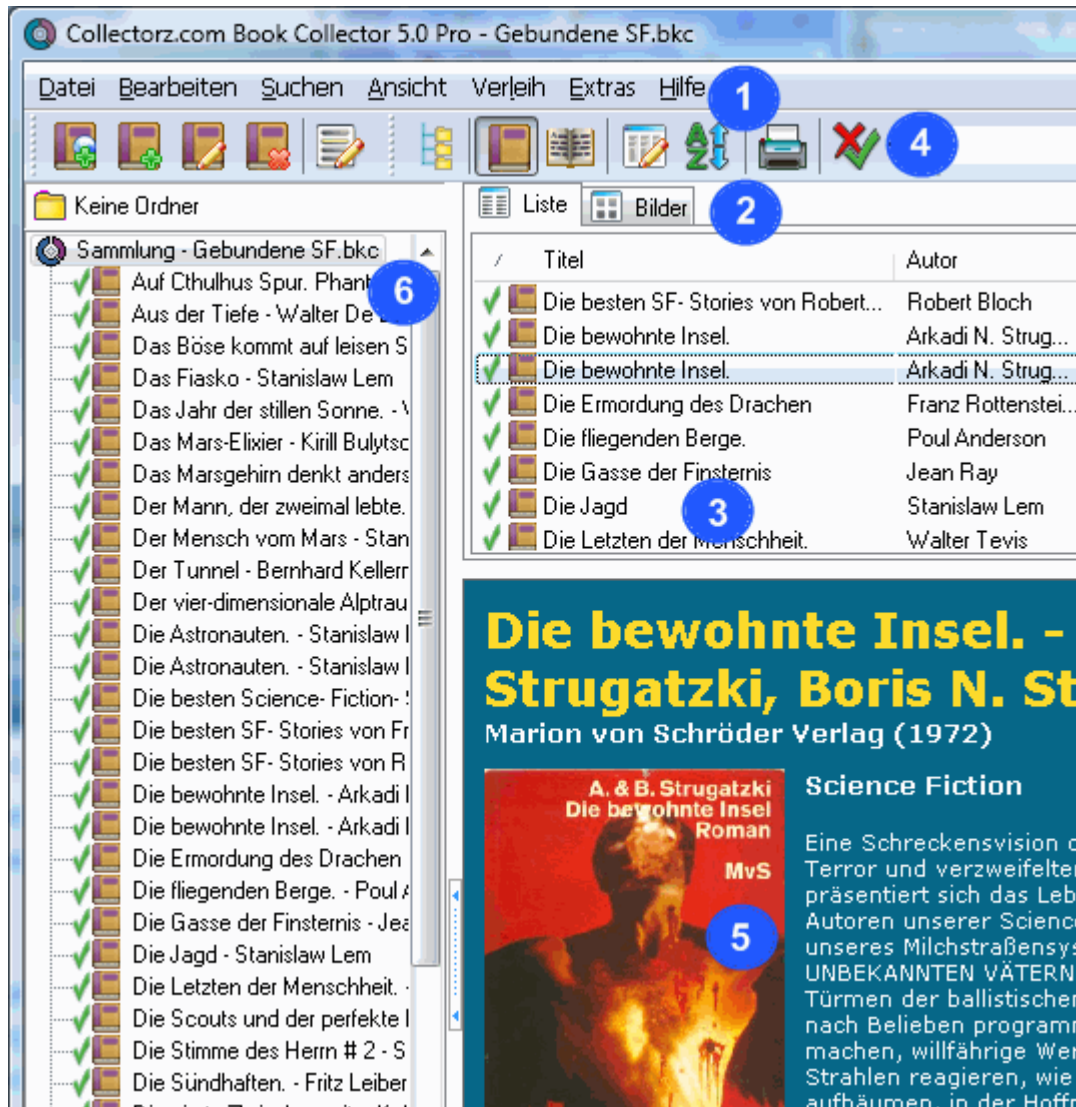 Collectorz.com Book Collector 5.0 Pro - Gebundene SF.bkc
Datei Bearbeiten Suchen Ansicht Verleih Extras Hilfe
1
4
Keine Ordner
Liste Bilder
2
Sammlung - Gebundene SF.bkc
6
Auf Cthulhus Spur. Phant
Aus der Tiefe - Walter De
Das Böse kommt auf leisen S
Das Fiasko - Stanislaw Lem
Das Jahr der stillen Sonne. -
Das Mars-Elixier - Kirill Bulytsc
Das Marsgehirn denkt anders
Der Mann, der zweimal lebte.
Der Mensch vom Mars - Stan
Der Tunnel - Bernhard Kellerr
Der vier-dimensionale Alptrau
Die Astronauten. - Stanislaw
Die Astronauten. - Stanislaw
Die besten Science- Fiction-
Die besten SF- Stories von Fr
Die besten SF- Stories von R
Die bewohnte Insel. - Arkadi
Die bewohnte Insel. - Arkadi
Die Ermordung des Drachen
Die fliegenden Berge. - Poul
Die Gasse der Finsternis - Jea
Die Jagd - Stanislaw Lem
Die Letzten der Menschheit. -
Die Scouts und der perfekte
Die Stimme des Herrn # 2 - S
Die Sündhaften. - Fritz Leiber
Titel Autor
Die besten SF- Stories von Robert... Robert Bloch
Die bewohnte Insel. Arkadi N. Strug...
Die bewohnte Insel. Arkadi N. Strug...
Die Ermordung des Drachen Franz Rottenstei...
Die fliegenden Berge. Poul Anderson
Die Gasse der Finsternis Jean Ray
Die Jagd Stanislaw Lem
3
Die Letzten der Menschheit. Walter Tevis
Die bewohnte Insel. -
Strugatzki, Boris N. St
Marion von Schröder Verlag (1972)
A. & B. Strugatzki
Die bewohnte Insel
Roman
MvS
5
Science Fiction
Eine Schreckensvision
Terror und verzweifelter
präsentiert sich das Leb
Autoren unserer Science
unseres Milchstraßensys
UNBEKANNTEN VÄTERN
Türmen der ballistischen
nach Belieben programm
machen, willfährige Wer
Strahlen reagieren, wie
aufbäumen, in der Hoffn